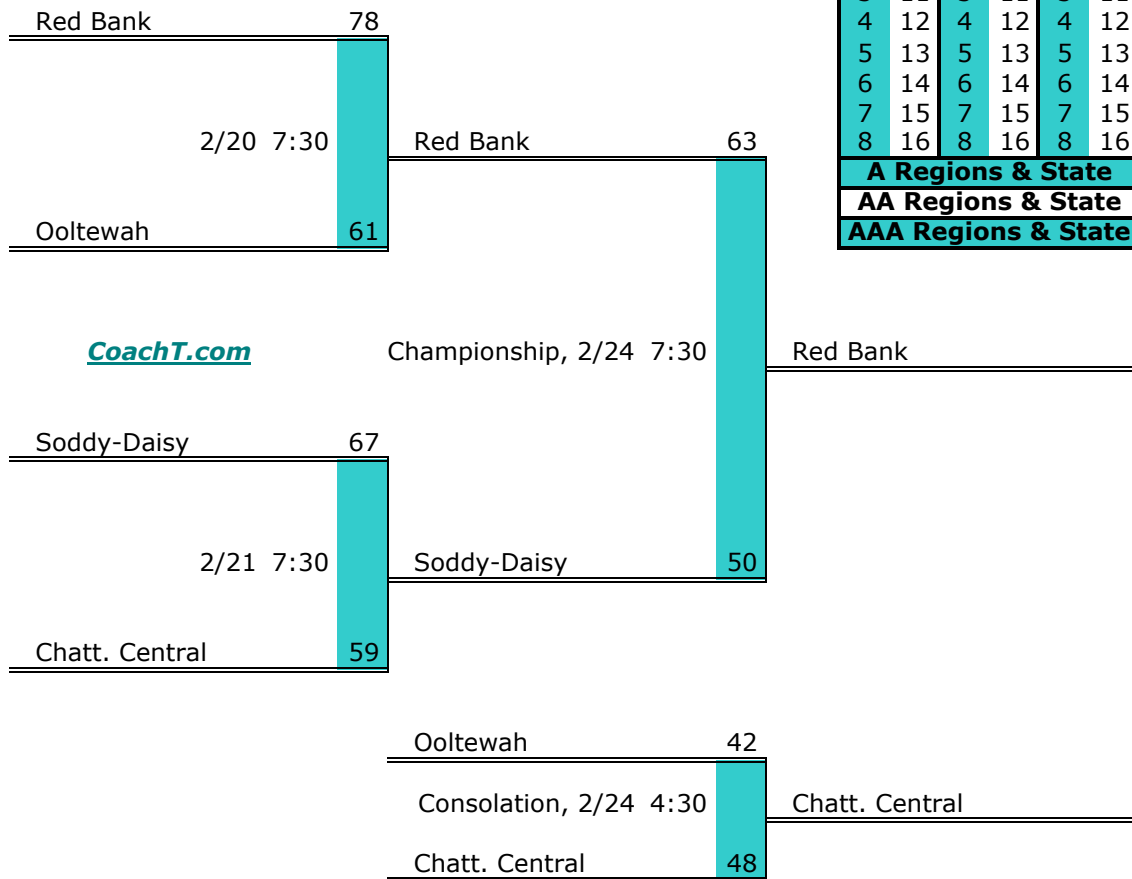 Red Bank 78
4 12 4 12 4 12
5 13 5 13 5 13
6 14 6 14 6 14
7 15 7 15 7 15
2/20 7:30 Red Bank 63 8 16 8 16 8 16
A Regions & State
AA Regions & State
Ooltewah 61 AAA Regions & State
CoachT.com Championship, 2/24 7:30 Red Bank
Soddy-Daisy 67
2/21 7:30 Soddy-Daisy 50
Chatt. Central 59
Ooltewah 42
Consolation, 2/24 4:30 Chatt. Central
Chatt. Central 48